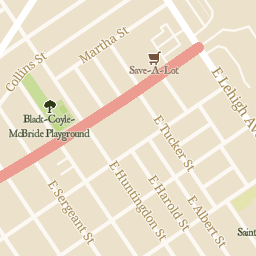 Collins St
Martha St
Save-A-Lot
E Lehigh Av
Black-Coyle-
McBride Playground
E Tucker St
E Sergeant St
E Huntingdon St
E Harold St
E Albert St
Saint